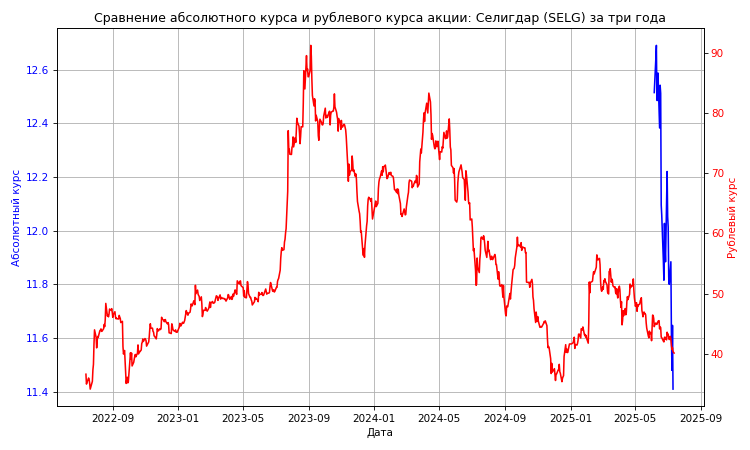 Сравнение абсолютного курса и рублевого курса акции: Селигдар (SELG) за три года
12.6
12.4
12.2
12.0
11.8
11.6
11.4
Абсолютный курс
90
80
70
60
50
40
Рублевый курс
2022-09 2023-01 2023-05 2023-09 2024-01 2024-05 2024-09 2025-01 2025-05 2025-09
Дата